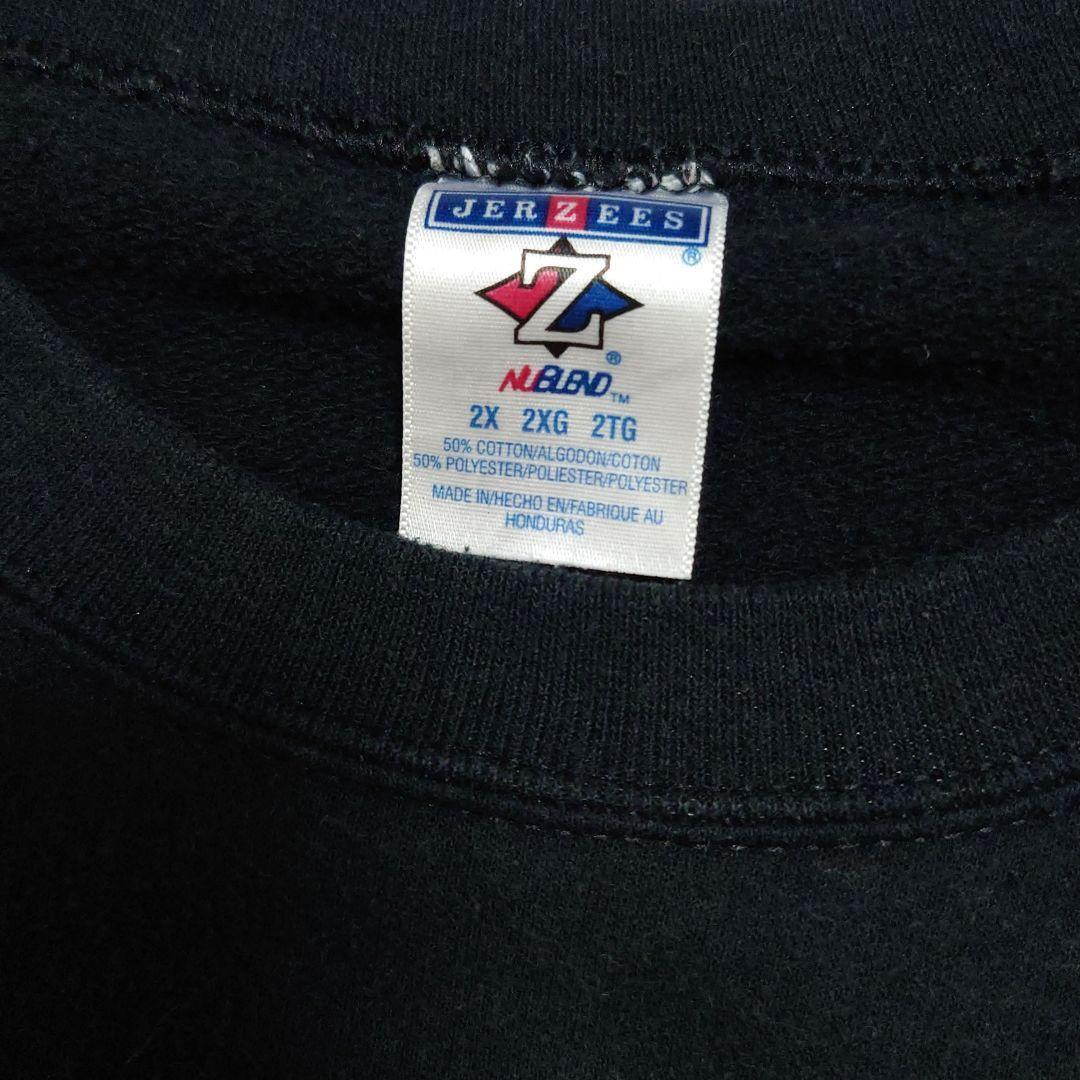 JERZEES
®
Z
®
NUBLEND™
2X 2XG 2TG
50% COTTON/ALGODON/COTON
50% POLYESTER/POLIESTER/POLYESTER
MADE IN/HECHO EN/FABRIQUE AU
HONDURAS